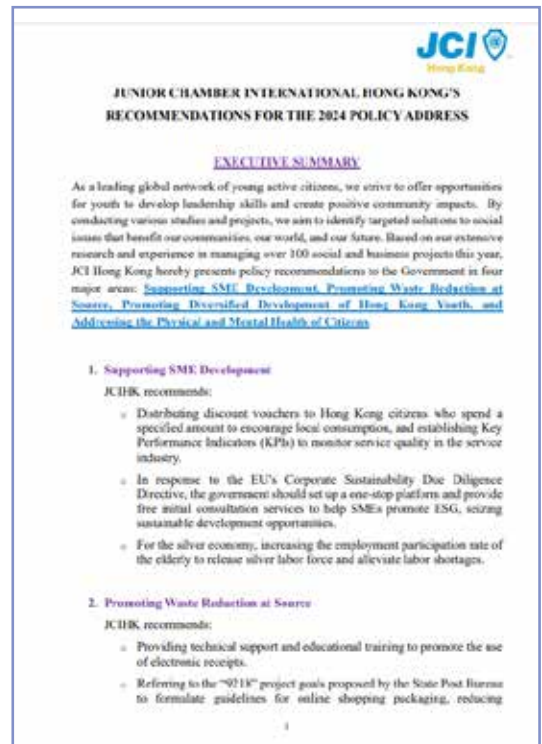 JCI
Hong Kong
JUNIOR CHAMBER INTERNATIONAL HONG KONG'S
RECOMMENDATIONS FOR THE 2024 POLICY ADDRESS
EXECUTIVE SUMMARY
As a leading global network of young active citizens, we strive to offer opportunities
for youth to develop leadership skills and create positive community impacts. By
conducting various studies and projects, we aim to identify targeted solutions to social
issues that benefit our communities, our world, and our future. Based on our extensive
research and experience in managing over 100 social and business projects this year,
JCI Hong Kong hereby presents policy recommendations to the Government in four
major areas: Supporting SME Development, Promoting Waste Reduction at
Source, Promoting Diversified Development of Hong Kong Youth, and
Addressing the Physical and Mental Health of Citizens
1. Supporting SME Development
JCIHK recommends:
○ Distributing discount vouchers to Hong Kong citizens who spend a
specified amount to encourage local consumption, and establishing Key
Performance Indicators (KPIs) to monitor service quality in the service
industry.
○ In response to the EU's Corporate Sustainability Due Diligence
Directive, the government should set up a one-stop platform and provide
free initial consultation services to help SMEs promote ESG, seizing
sustainable development opportunities.
○ For the silver economy, increasing the employment participation rate of
the elderly to release silver labor force and alleviate labor shortages.
2. Promoting Waste Reduction at Source
JCIHK recommends:
○ Providing technical support and educational training to promote the use
of electronic receipts.
○ Referring to the "9218" project goals proposed by the State Post Bureau
to formulate guidelines for online shopping packaging, reducing
1